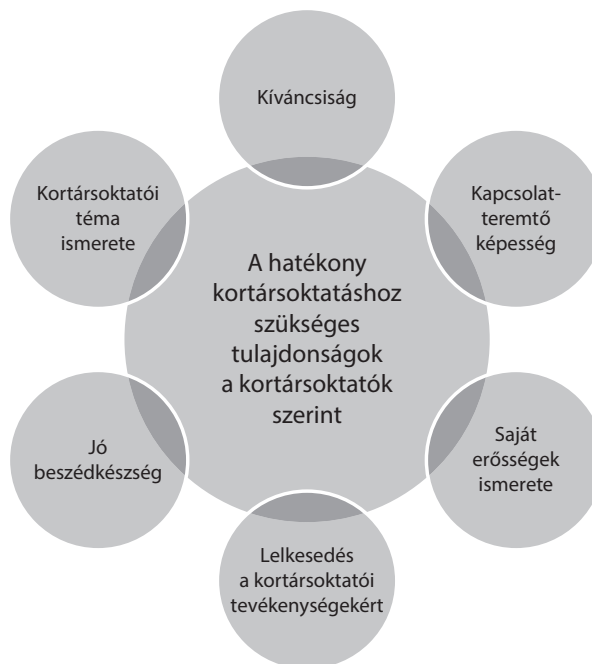 Kíváncsiság
Kapcsolat-
teremtő
képesség
Saját
erősségek
ismerete
Lelkesedés
a kortársoktatói
tevékenységekért
Jó
beszédkészség
Kortársoktatói
téma
ismerete
A hatékony
kortársoktatáshoz
szükséges
tulajdonságok
a kortársoktatók
szerint